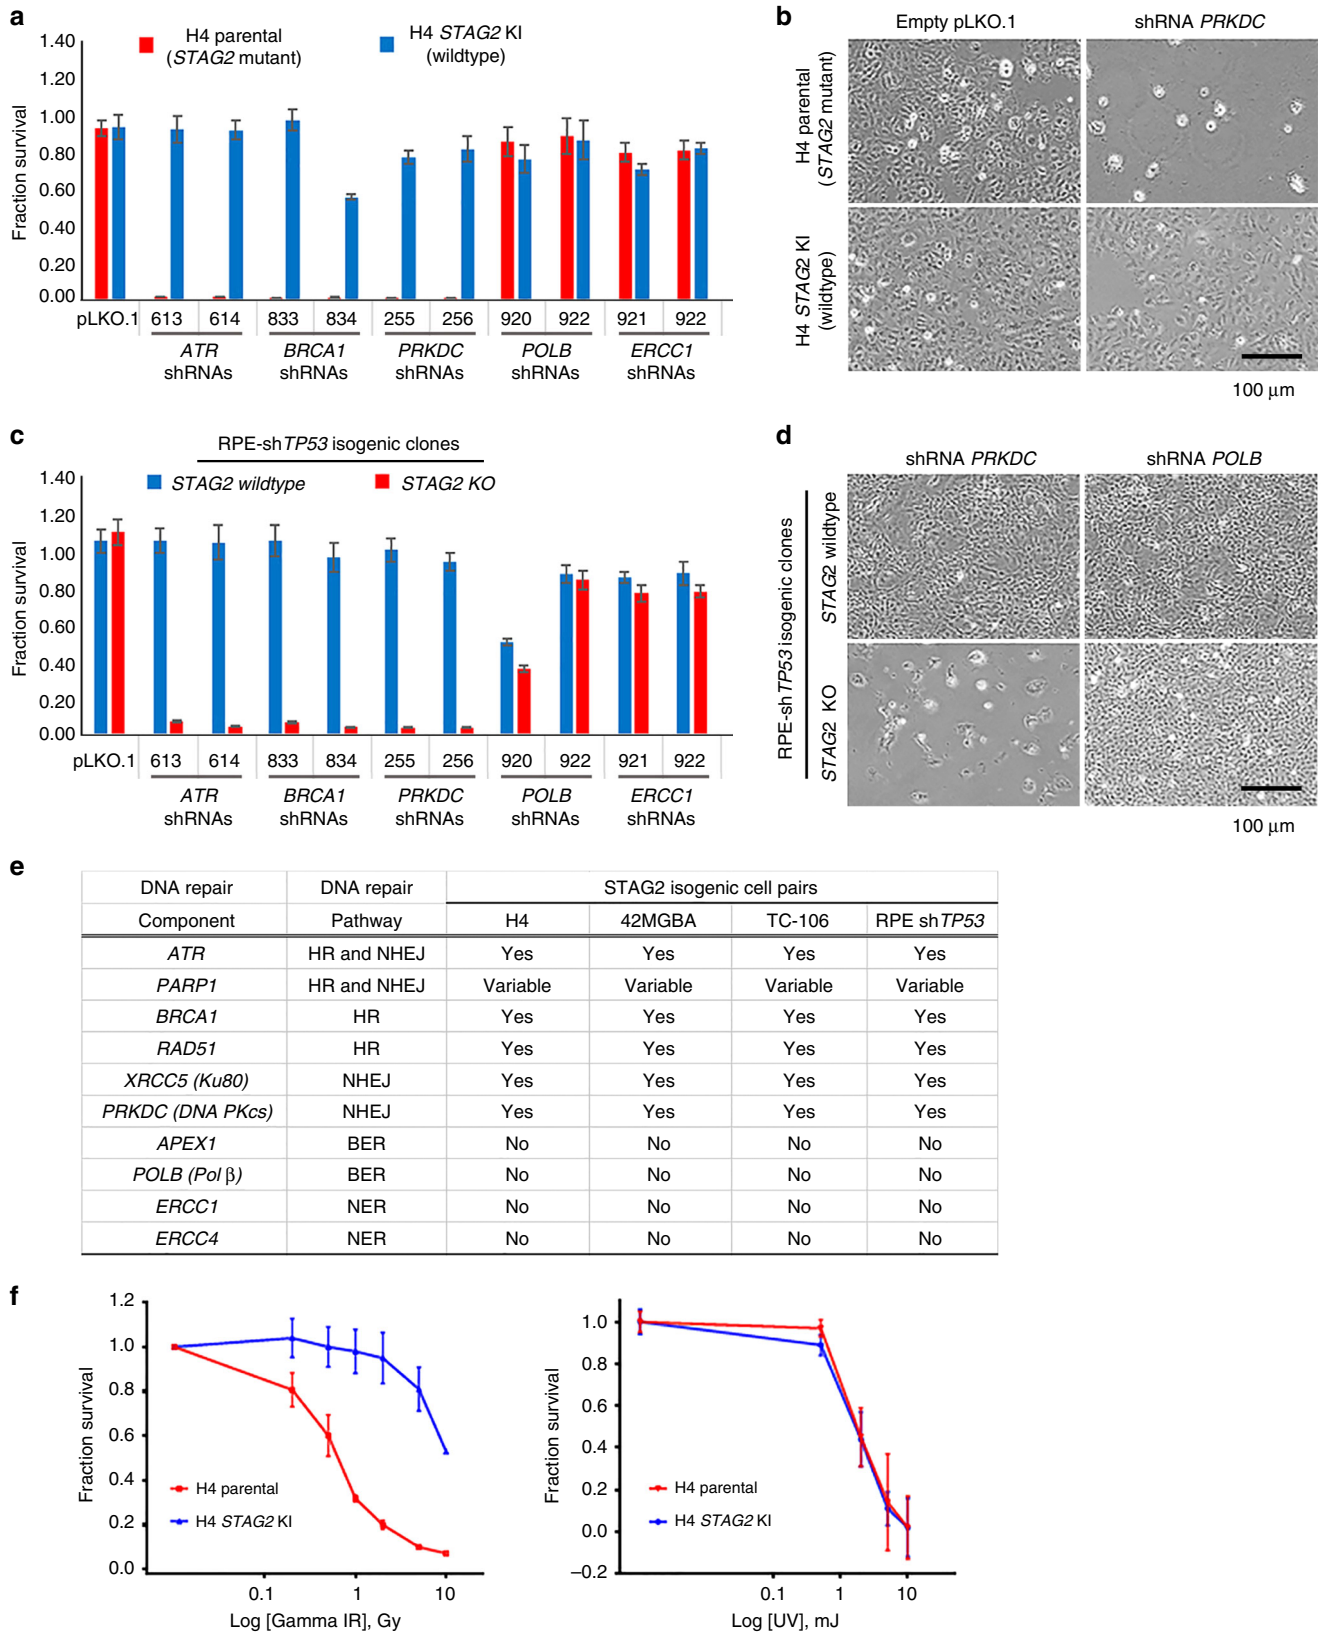 a
H4 parental
(STAG2 mutant)
H4 STAG2 KI
(wildtype)
Fraction survival
1.40
1.20
1.00
0.80
0.60
0.40
0.20
0.00
pLKO.1
613 614 833 834 255 256 920 922 921 922
ATR shRNAs
BRCA1 shRNAs
PRKDC shRNAs
POLB shRNAs
ERCC1 shRNAs
b
Empty pLKO.1
shRNA PRKDC
H4 parental
(STAG2 mutant)
H4 STAG2 KI
(wildtype)
100 μm
c
RPE-shTP53 isogenic clones
STAG2 wildtype
STAG2 KO
Fraction survival
1.40
1.20
1.00
0.80
0.60
0.40
0.20
0.00
pLKO.1
613 614 833 834 255 256 920 922 921 922
ATR shRNAs
BRCA1 shRNAs
PRKDC shRNAs
POLB shRNAs
ERCC1 shRNAs
d
shRNA PRKDC
shRNA POLB
RPE-shTP53 isogenic clones
STAG2 wildtype
STAG2 KO
100 μm
e
DNA repair DNA repair STAG2 isogenic cell pairs
Component Pathway H4 42MGBA TC-106 RPE shTP53
ATR HR and NHEJ Yes Yes Yes Yes
PARP1 HR and NHEJ Variable Variable Variable Variable
BRCA1 HR Yes Yes Yes Yes
RAD51 HR Yes Yes Yes Yes
XRCC5 (Ku80) NHEJ Yes Yes Yes Yes
PRKDC (DNA PKcs) NHEJ Yes Yes Yes Yes
APEX1 BER No No No No
POLB (Pol β) BER No No No No
ERCC1 NER No No No No
ERCC4 NER No No No No
f
Fraction survival
1.2
1.0
0.8
0.6
0.4
0.2
0.0
H4 parental
H4 STAG2 KI
0.1 1 10
Log [Gamma IR], Gy
Fraction survival
1.0
0.8
0.6
0.4
0.2
0.0
–0.2
H4 parental
H4 STAG2 KI
0.1 1 10
Log [UV], mJ